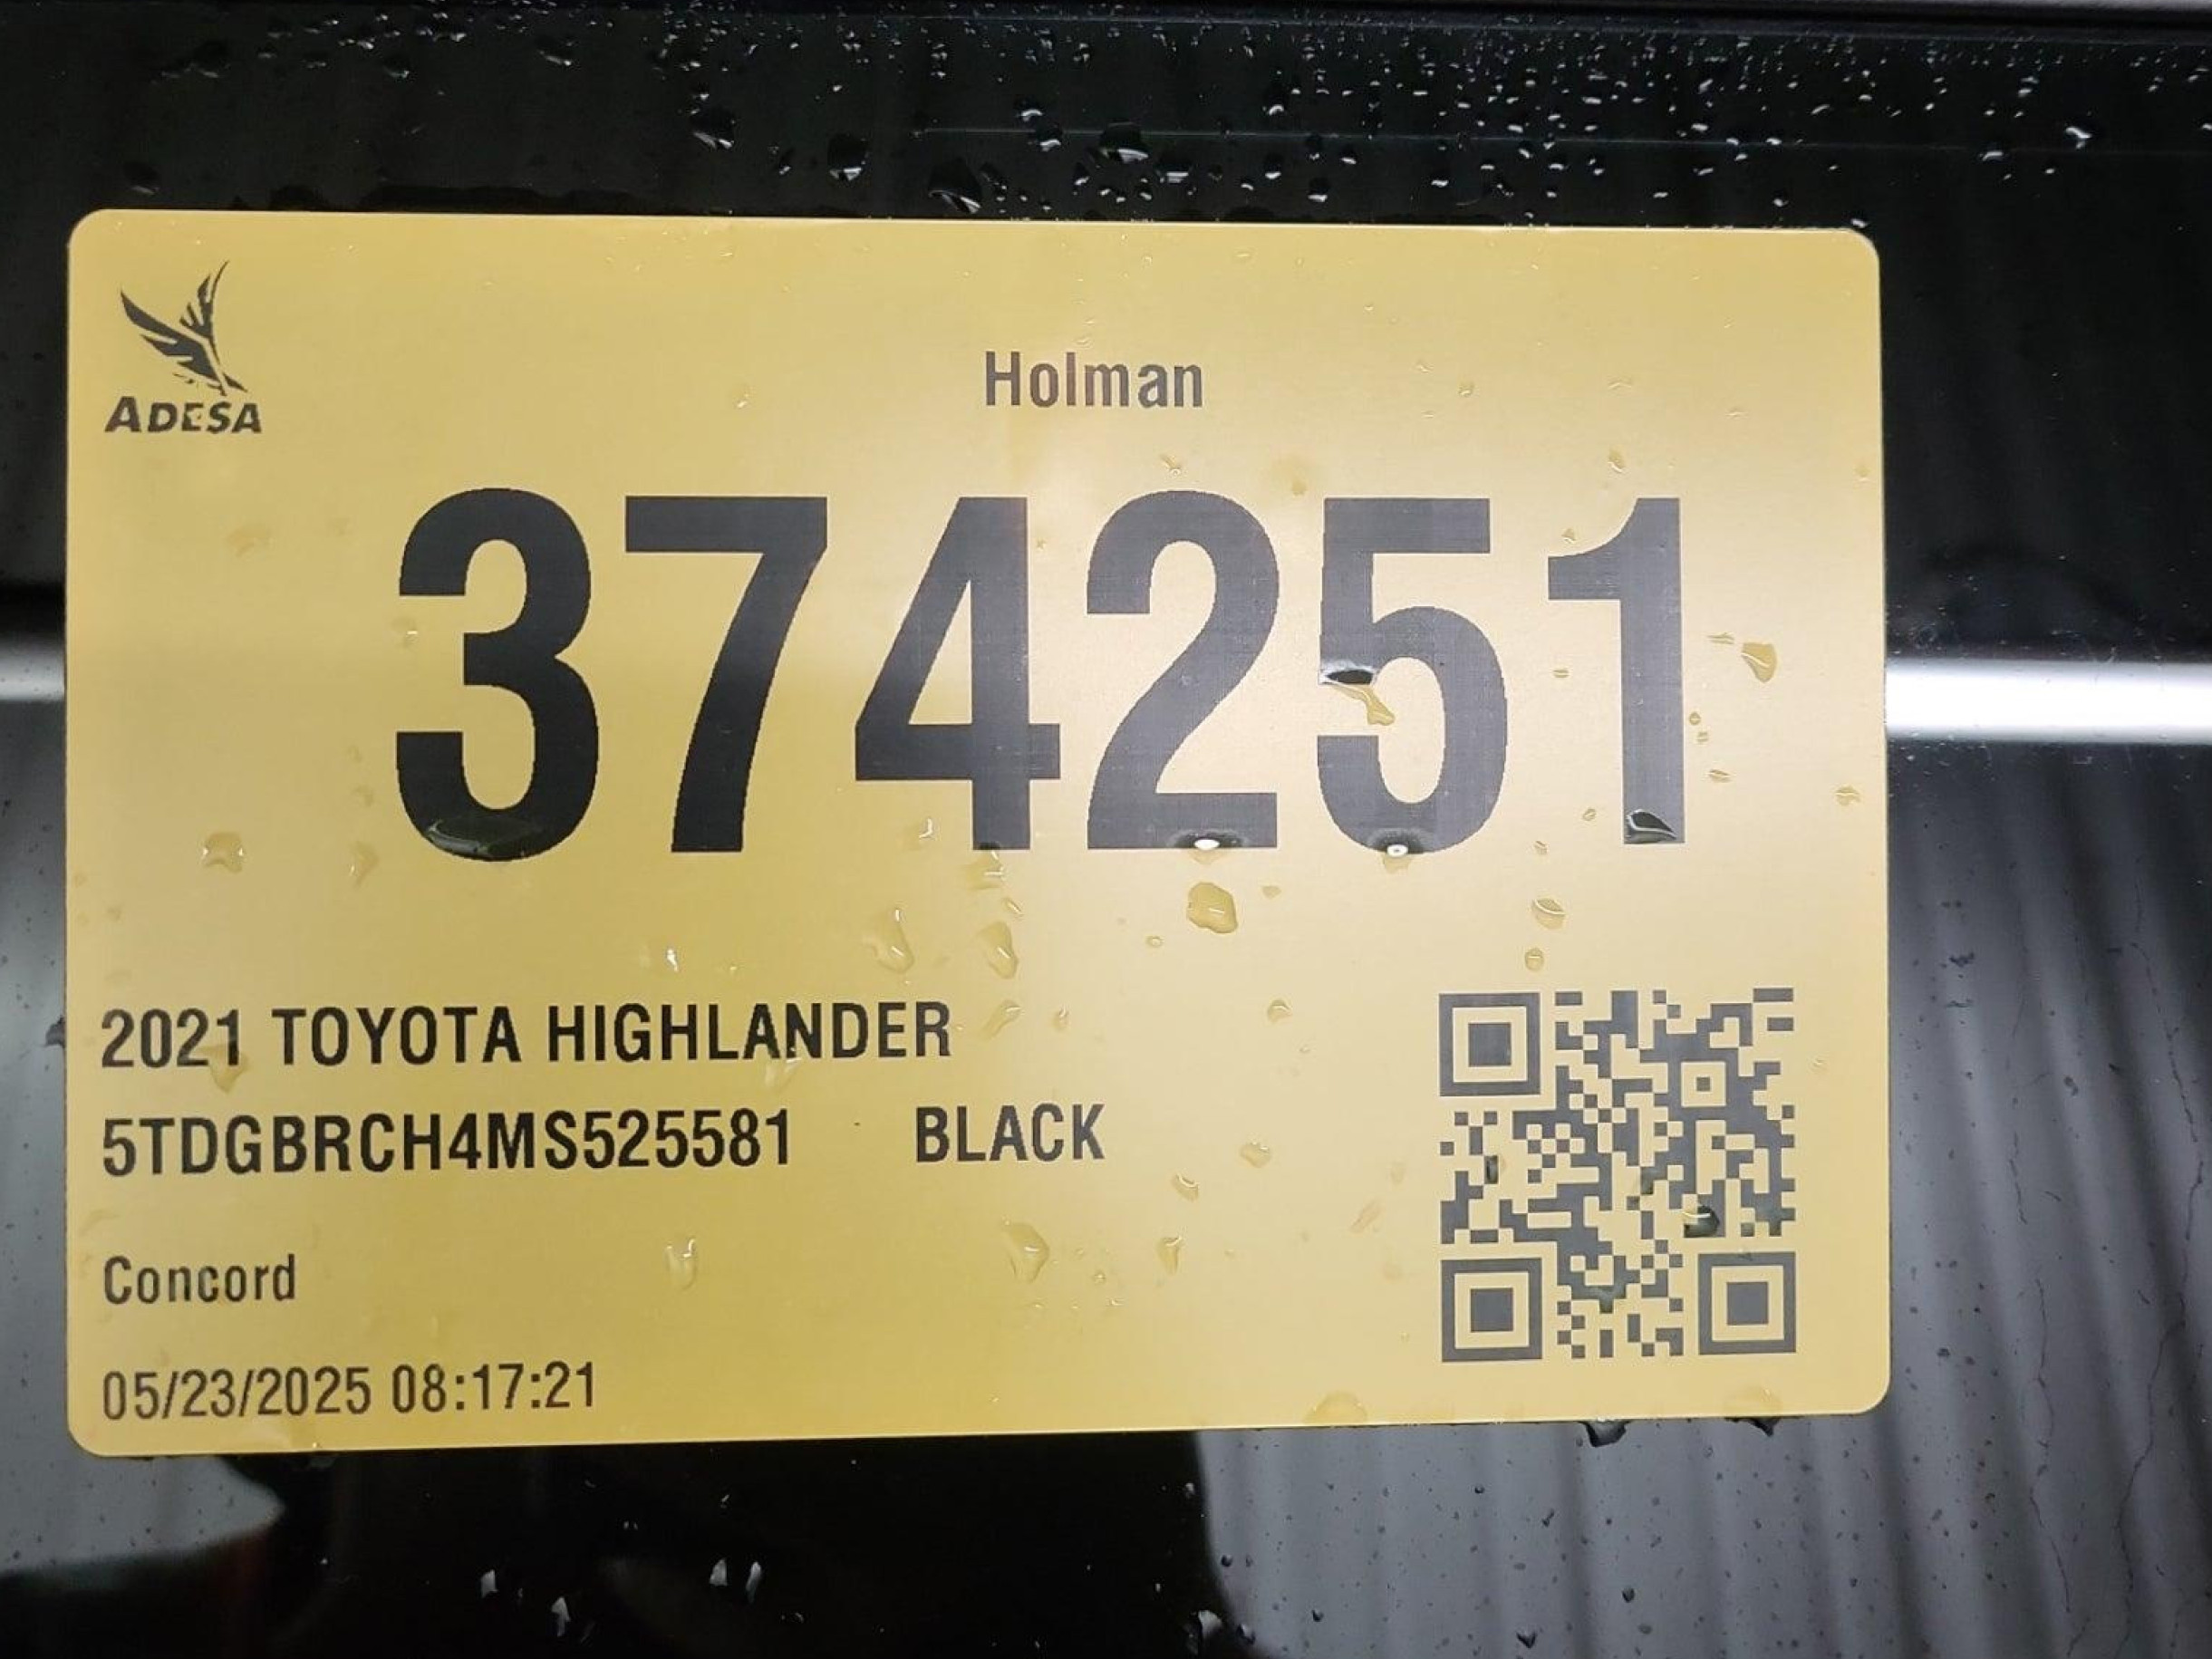 ADESA
Holman
374251
2021 TOYOTA HIGHLANDER
5TDGBRCH4MS525581 BLACK
Concord
05/23/2025 08:17:21